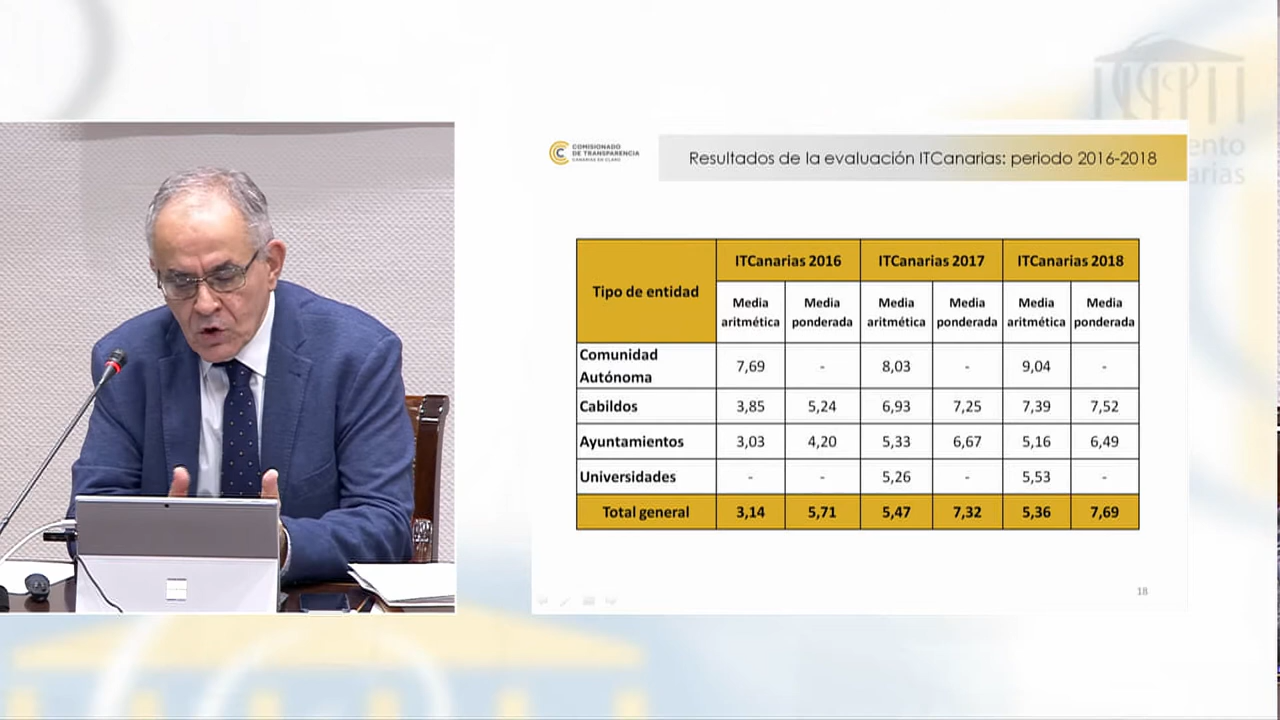 COMISIONADO
DE TRANSPARENCIA
CANARIAS EN CLARO
Resultados de la evaluación ITCanarias: periodo 2016-2018
ento
arias
Tipo de entidad ITCanarias 2016 ITCanarias 2017 ITCanarias 2018
Media aritmética Media ponderada Media aritmética Media ponderada Media aritmética Media ponderada
Comunidad Autónoma 7,69 - 8,03 - 9,04 -
Cabildos 3,85 5,24 6,93 7,25 7,39 7,52
Ayuntamientos 3,03 4,20 5,33 6,67 5,16 6,49
Universidades - - 5,26 - 5,53 -
Total general 3,14 5,71 5,47 7,32 5,36 7,69
18